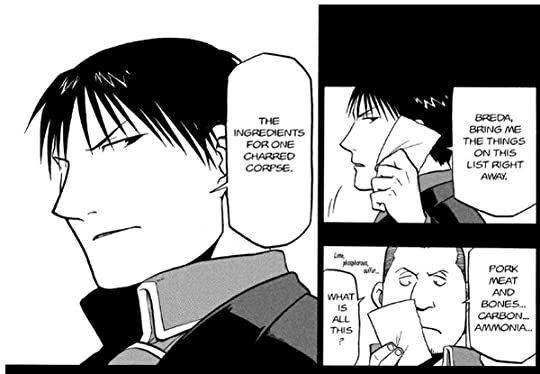 BREDA,
BRING ME
THE THINGS
ON THIS
LIST RIGHT
AWAY.
PORK
MEAT
AND
BONES...
CARBON...
AMMONIA...
Lime,
phosphorous,
sulfur...
WHAT
IS ALL
THIS
?
THE
INGREDIENTS
FOR ONE
CHARRED
CORPSE.